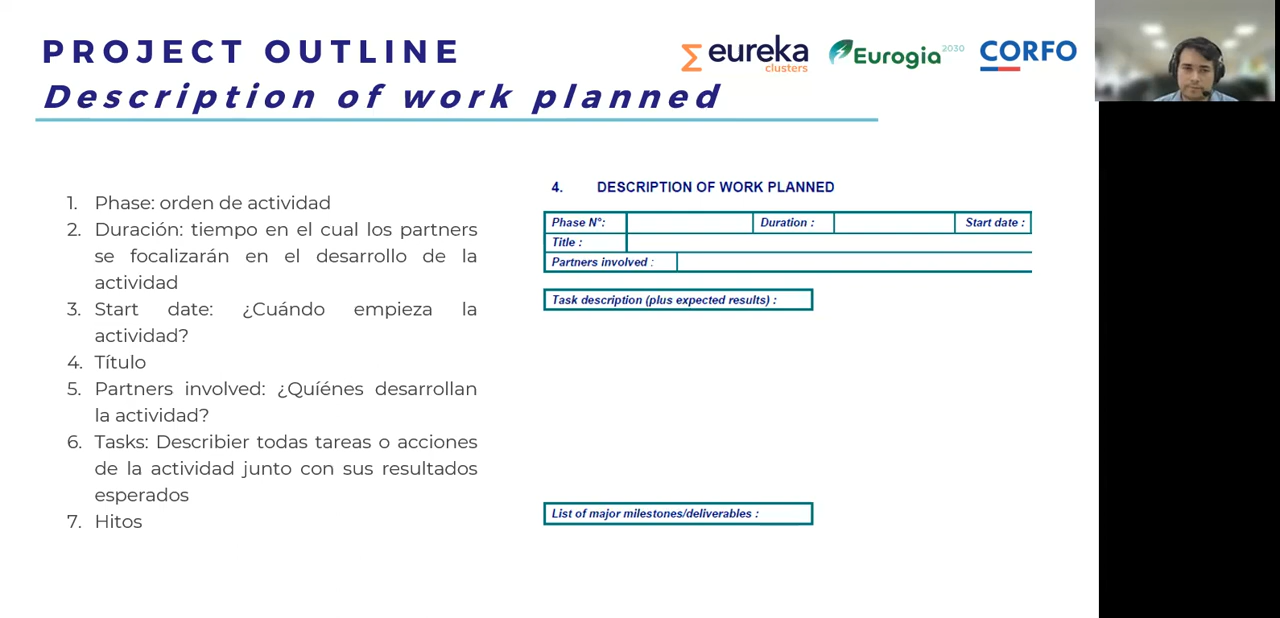 PROJECT OUTLINE
Description of work planned
eureka
clusters
Eurogia 2030
CORFO
1. Phase: orden de actividad
2. Duración: tiempo en el cual los partners
se focalizarán en el desarrollo de la
actividad
3. Start date: ¿Cuándo empieza la
actividad?
4. Título
5. Partners involved: ¿Quíénes desarrollan
la actividad?
6. Tasks: Describier todas tareas o acciones
de la actividad junto con sus resultados
esperados
7. Hitos
4. DESCRIPTION OF WORK PLANNED
Phase N°: Duration : Start date :
Title :
Partners involved :
Task description (plus expected results) :
List of major milestones/deliverables :